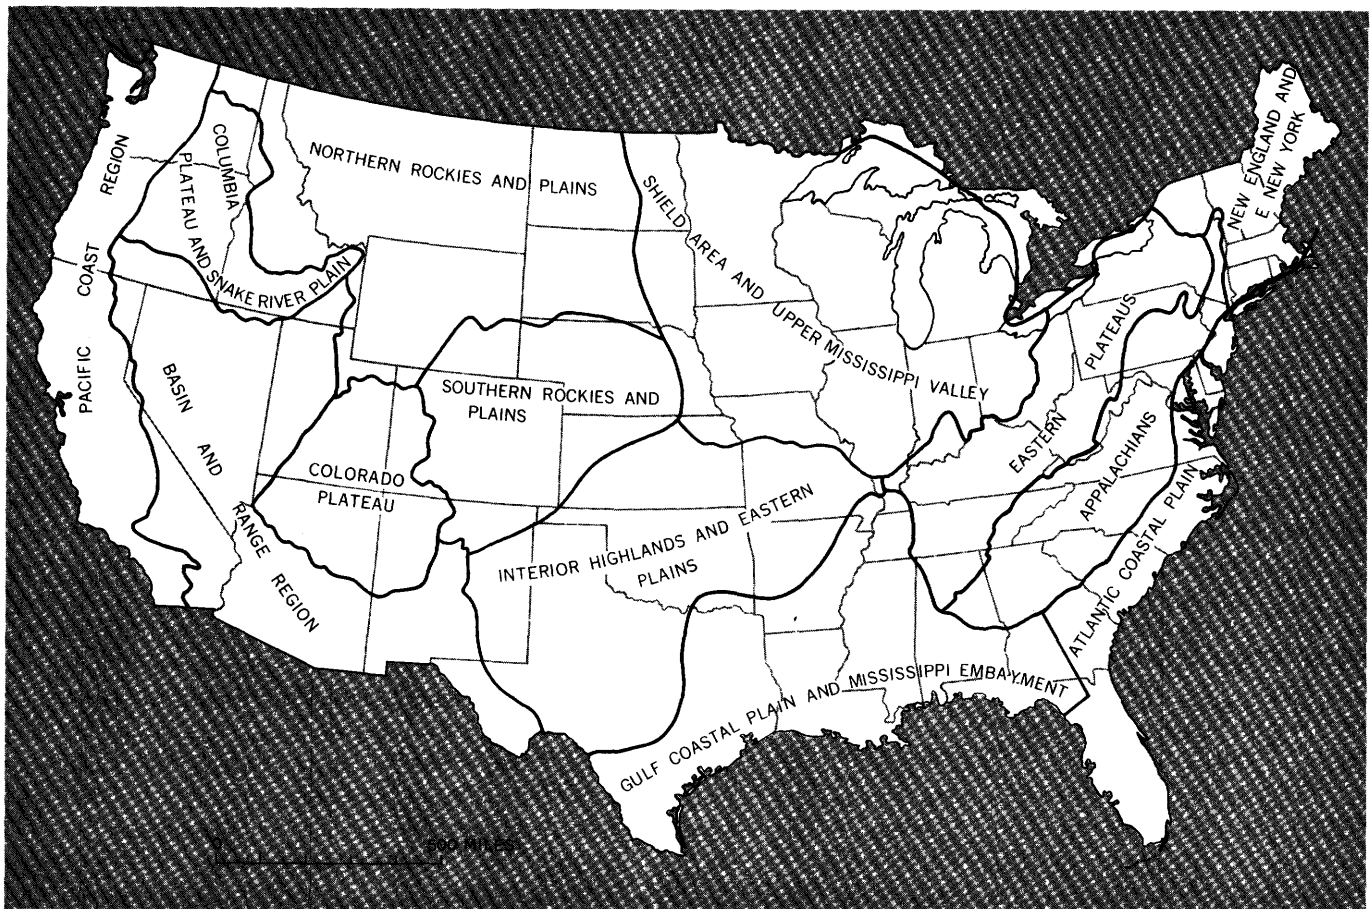 NEW ENGLAND AND
E NEW YORK
COLUMBIA
PLATEAU AND SNAKE RIVER PLAIN
NORTHERN ROCKIES AND PLAINS
SHIELD AREA AND UPPER MISSISSIPPI VALLEY
PACIFIC COAST REGION
BASIN AND RANGE REGION
SOUTHERN ROCKIES AND
PLAINS
COLORADO
PLATEAU
EASTERN PLATEAUS
APPALACHIANS
INTERIOR HIGHLANDS AND EASTERN
PLAINS
ATLANTIC COASTAL PLAIN
GULF COASTAL PLAIN AND MISSISSIPPI EMBAYMENT
0 500 MILES